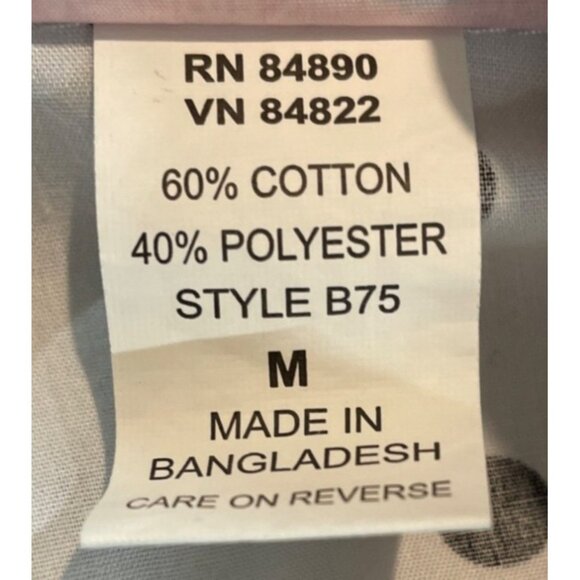 RN 84890
VN 84822
60% COTTON
40% POLYESTER
STYLE B75
M
MADE IN
BANGLADESH
CARE ON REVERSE